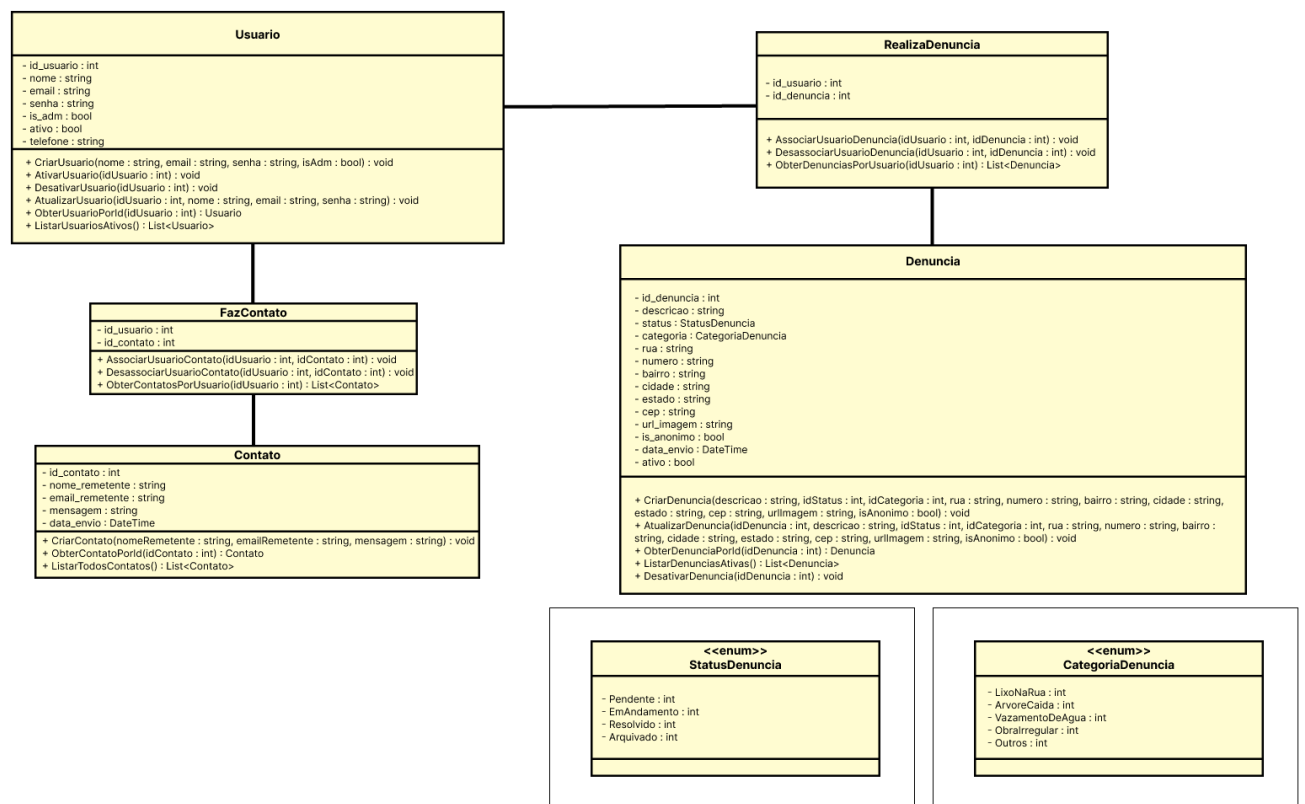 Usuario
- id_usuario : int
- nome : string
- email : string
- senha : string
- is_adm : bool
- ativo : bool
- telefone : string
+ CriarUsuario(nome : string, email : string, senha : string, isAdm : bool) : void
+ AtivarUsuario(idUsuario : int) : void
+ DesativarUsuario(idUsuario : int) : void
+ AtualizarUsuario(idUsuario : int, nome : string, email : string, senha : string) : void
+ ObterUsuarioPorId(idUsuario : int) : Usuario
+ ListarUsuariosAtivos() : List<Usuario>
RealizaDenuncia
- id_usuario : int
- id_denuncia : int
+ AssociarUsuarioDenuncia(idUsuario : int, idDenuncia : int) : void
+ DesassociarUsuarioDenuncia(idUsuario : int, idDenuncia : int) : void
+ ObterDenunciasPorUsuario(idUsuario : int) : List<Denuncia>
FazContato
- id_usuario : int
- id_contato : int
+ AssociarUsuarioContato(idUsuario : int, idContato : int) : void
+ DesassociarUsuarioContato(idUsuario : int, idContato : int) : void
+ ObterContatosPorUsuario(idUsuario : int) : List<Contato>
Contato
- id_contato : int
- nome_remetente : string
- email_remetente : string
- mensagem : string
- data_envio : DateTime
+ CriarContato(nomeRemetente : string, emailRemetente : string, mensagem : string) : void
+ ObterContatoPorId(idContato : int) : Contato
+ ListarTodosContatos() : List<Contato>
Denuncia
- id_denuncia : int
- descricao : string
- status : StatusDenuncia
- categoria : CategoriaDenuncia
- rua : string
- numero : string
- bairro : string
- cidade : string
- estado : string
- cep : string
- url_imagem : string
- is_anonimo : bool
- data_envio : DateTime
- ativo : bool
+ CriarDenuncia(descricao : string, idStatus : int, idCategoria : int, rua : string, numero : string, bairro : string, cidade : string,
estado : string, cep : string, urlImagem : string, isAnonimo : bool) : void
+ AtualizarDenuncia(idDenuncia : int, descricao : string, idStatus : int, idCategoria : int, rua : string, numero : string, bairro :
string, cidade : string, estado : string, cep : string, urlImagem : string, isAnonimo : bool) : void
+ ObterDenunciaPorId(idDenuncia : int) : Denuncia
+ ListarDenunciasAtivas() : List<Denuncia>
+ DesativarDenuncia(idDenuncia : int) : void
<<enum>>
StatusDenuncia
- Pendente : int
- EmAndamento : int
- Resolvido : int
- Arquivado : int
<<enum>>
CategoriaDenuncia
- LixoNaRua : int
- ArvoreCaida : int
- VazamentoDeAgua : int
- ObraIrregular : int
- Outros : int